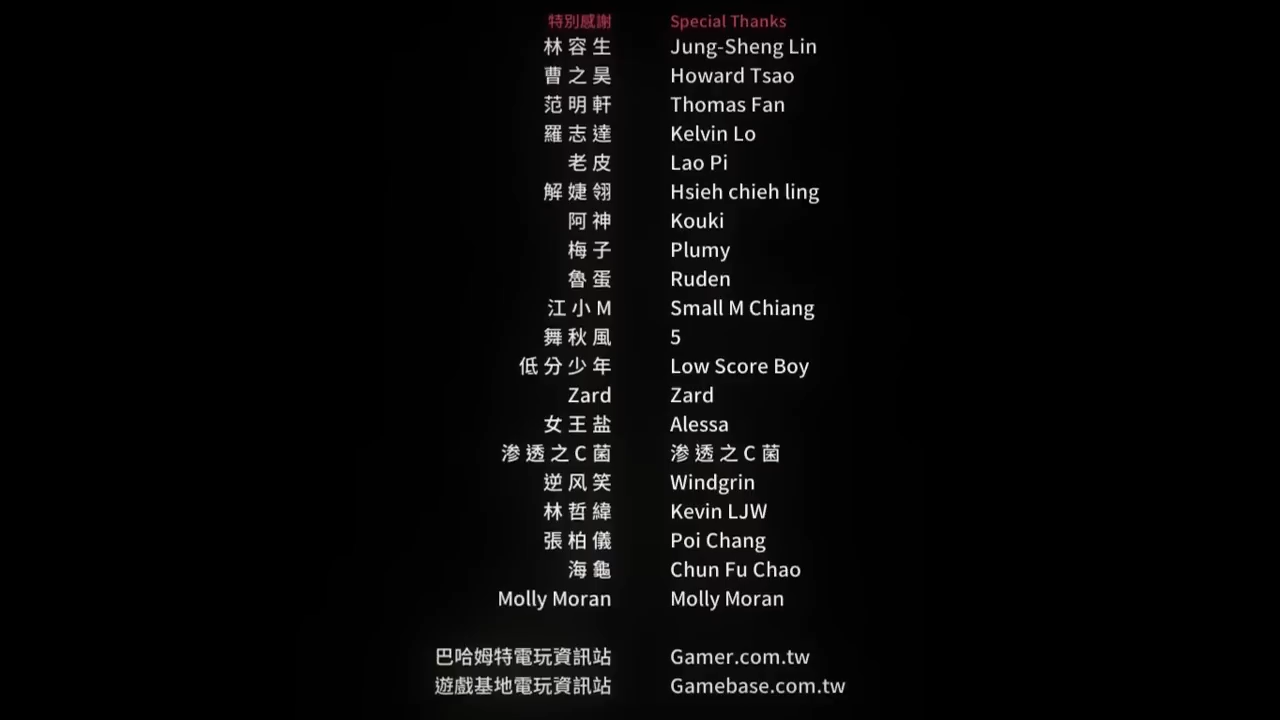 特別感謝 Special Thanks
林容生 Jung-Sheng Lin
曹之昊 Howard Tsao
范明軒 Thomas Fan
羅志達 Kelvin Lo
老皮 Lao Pi
解婕翎 Hsieh chieh ling
阿神 Kouki
梅子 Plumy
魯蛋 Ruden
江小M Small M Chiang
舞秋風 5
低分少年 Low Score Boy
Zard Zard
女王盐 Alessa
渗透之C菌 渗透之C菌
逆风笑 Windgrin
林哲緯 Kevin LJW
張柏儀 Poi Chang
海龜 Chun Fu Chao
Molly Moran Molly Moran
巴哈姆特電玩資訊站 Gamer.com.tw
遊戲基地電玩資訊站 Gamebase.com.tw